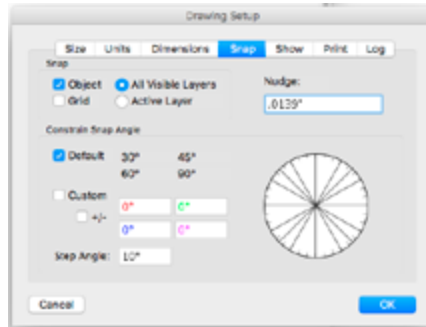 Drawing Setup
Size Units Dimensions Snap Show Print Log
Snap
Object All Visible Layers Nudge:
Grid Active Layer .0139"
Constrain Snap Angle
Default 30° 45°
60° 90°
Custom
+/- 0° 0°
0° 0°
Step Angle: 10°
Cancel OK